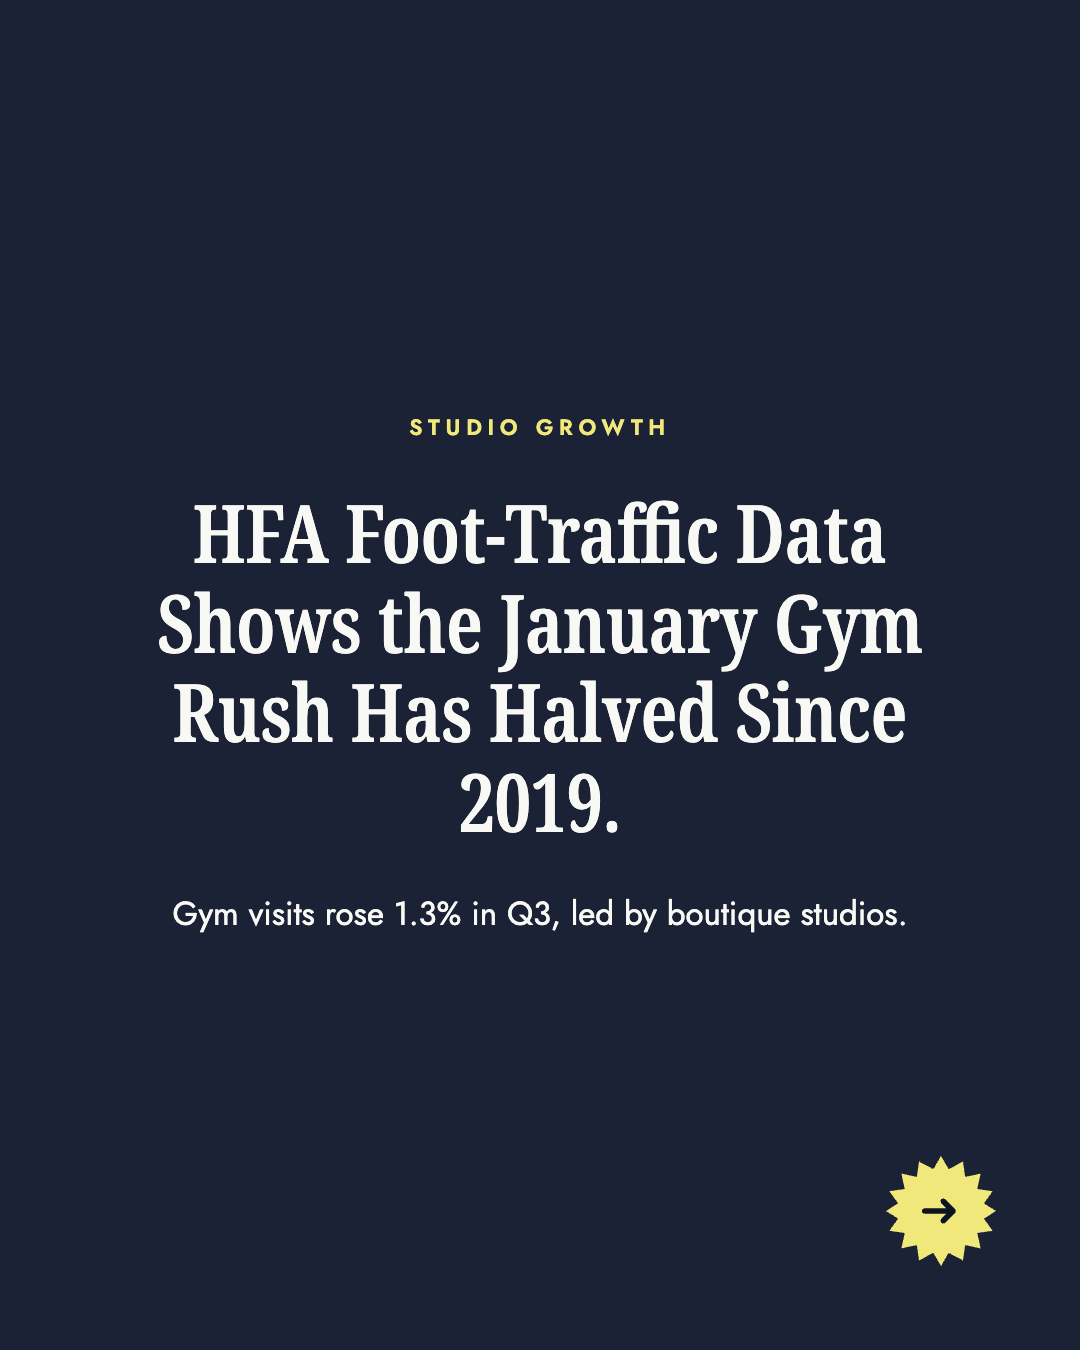 STUDIO GROWTH
HFA Foot-Traffic Data
Shows the January Gym
Rush Has Halved Since
2019.
Gym visits rose 1.3% in Q3, led by boutique studios.